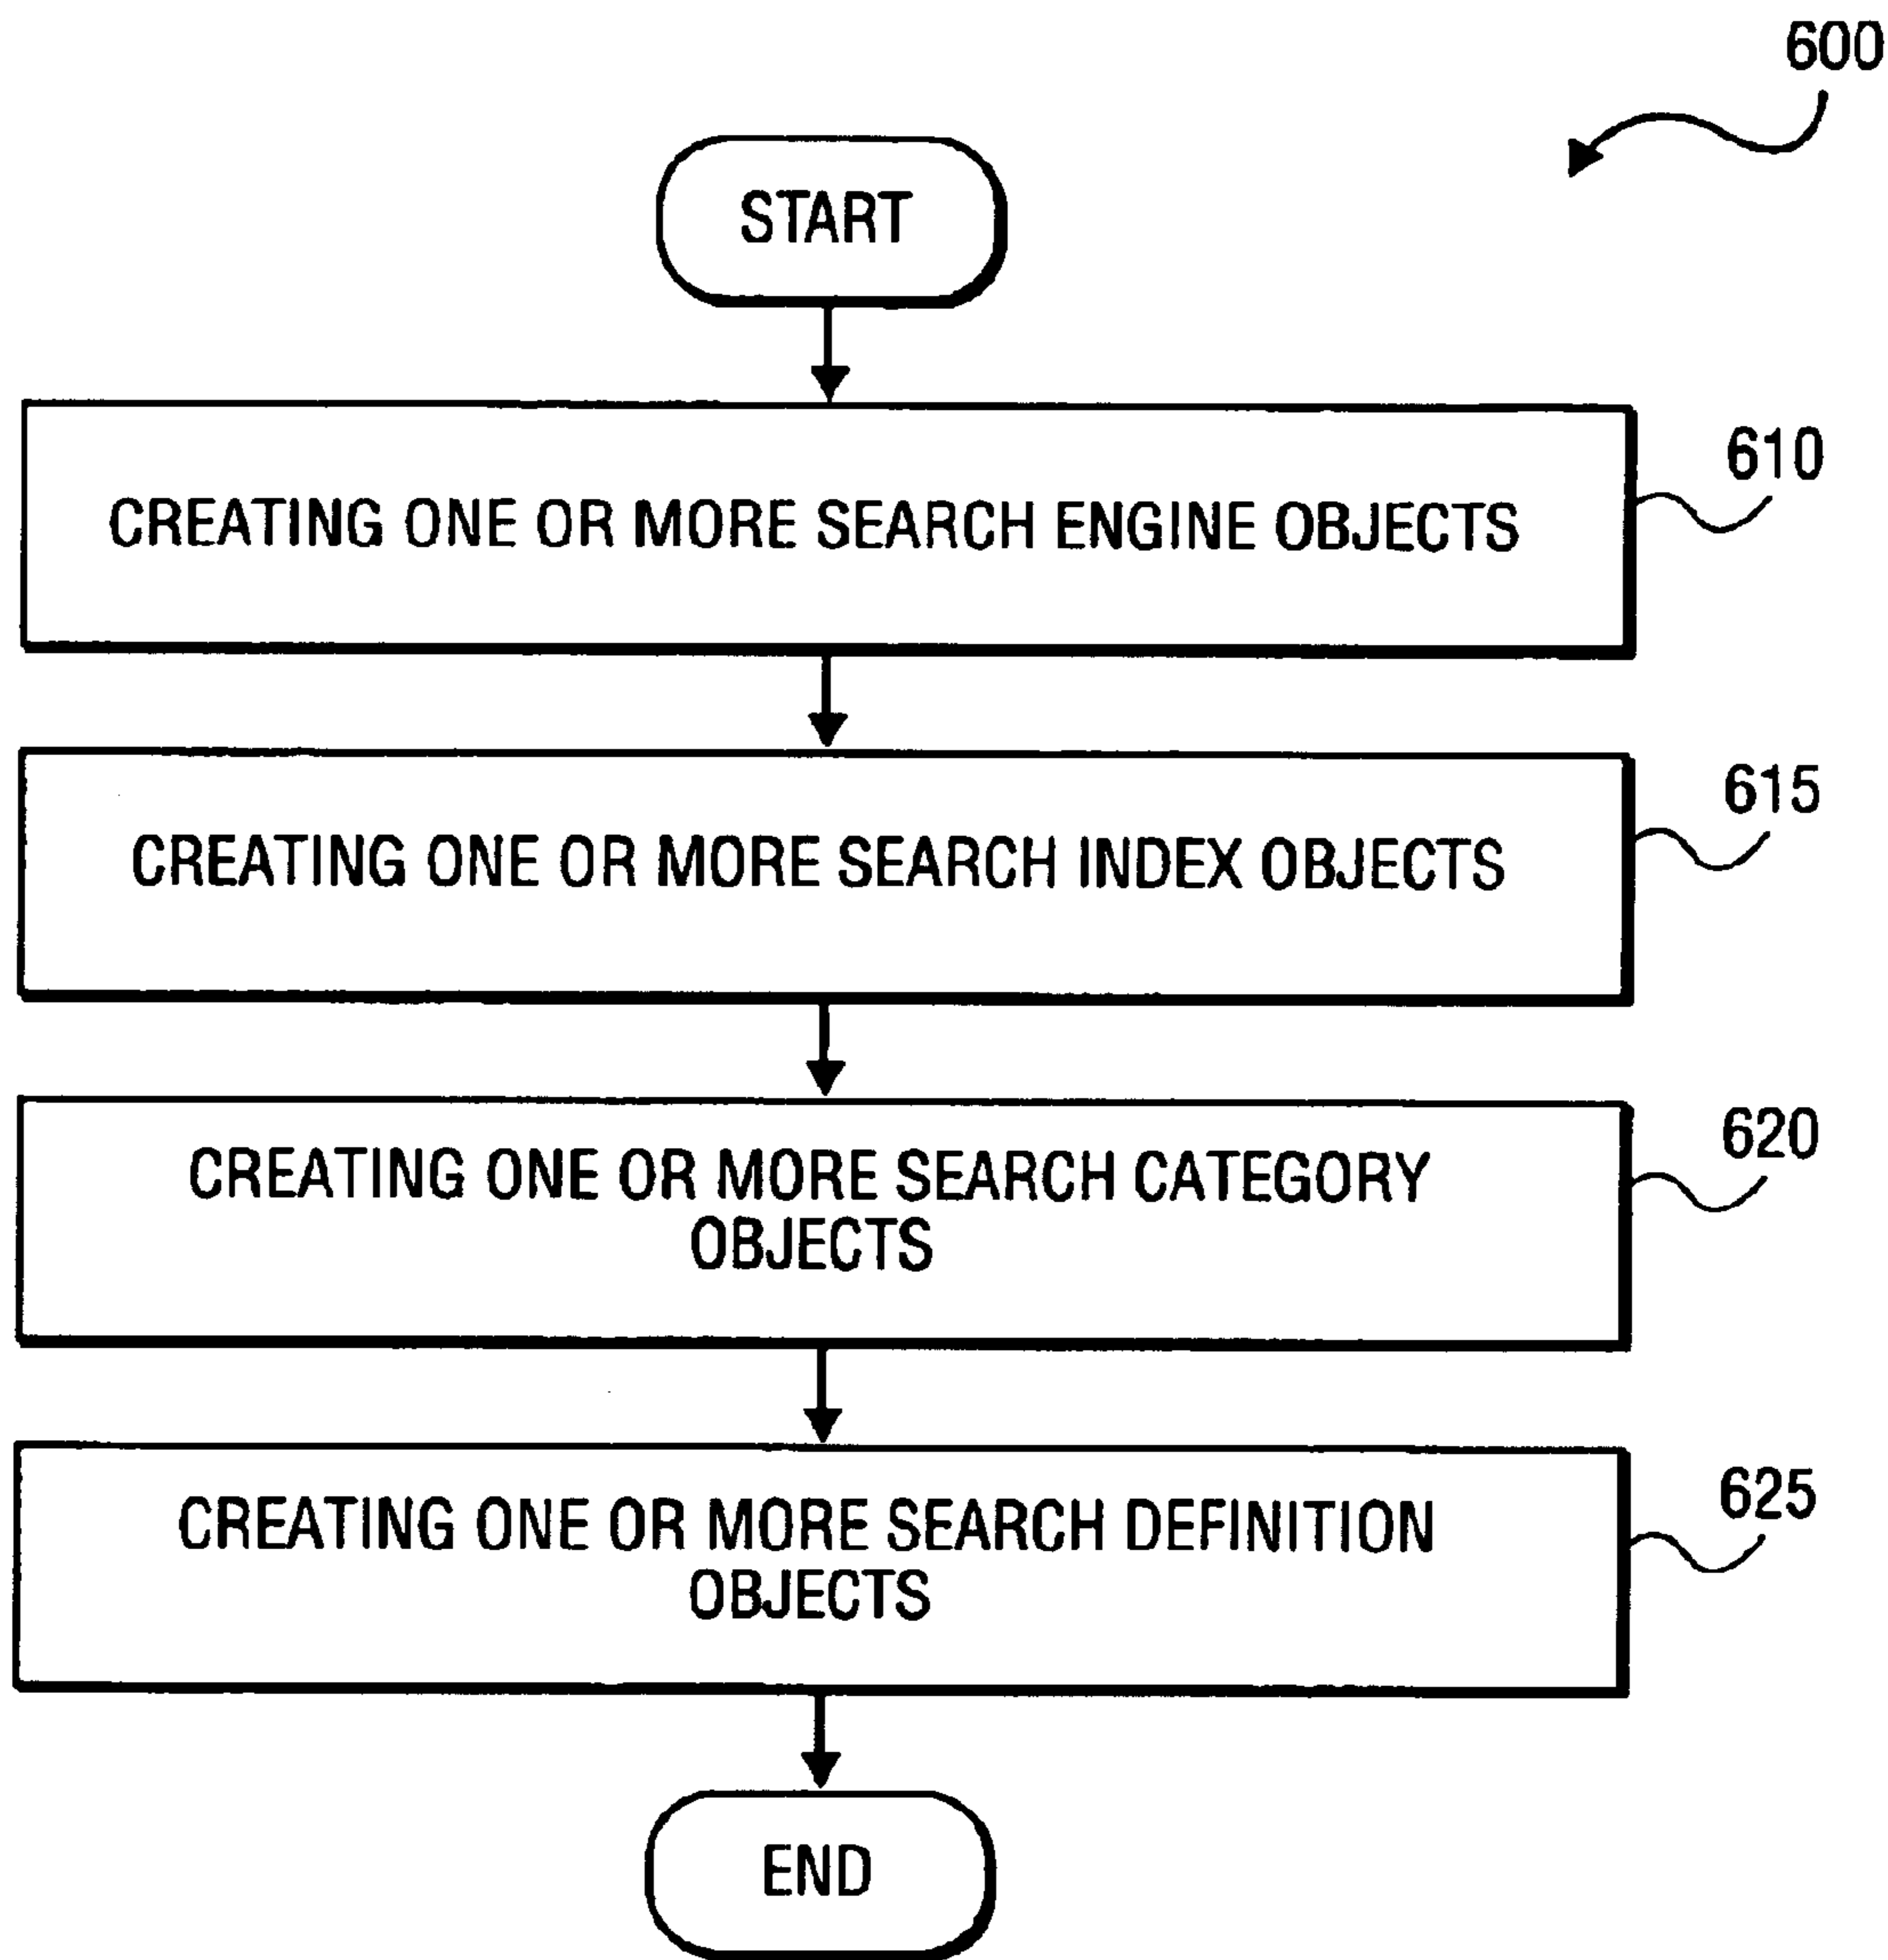 600
START
CREATING ONE OR MORE SEARCH ENGINE OBJECTS
610
CREATING ONE OR MORE SEARCH INDEX OBJECTS
615
CREATING ONE OR MORE SEARCH CATEGORY
OBJECTS
620
CREATING ONE OR MORE SEARCH DEFINITION
OBJECTS
625
END